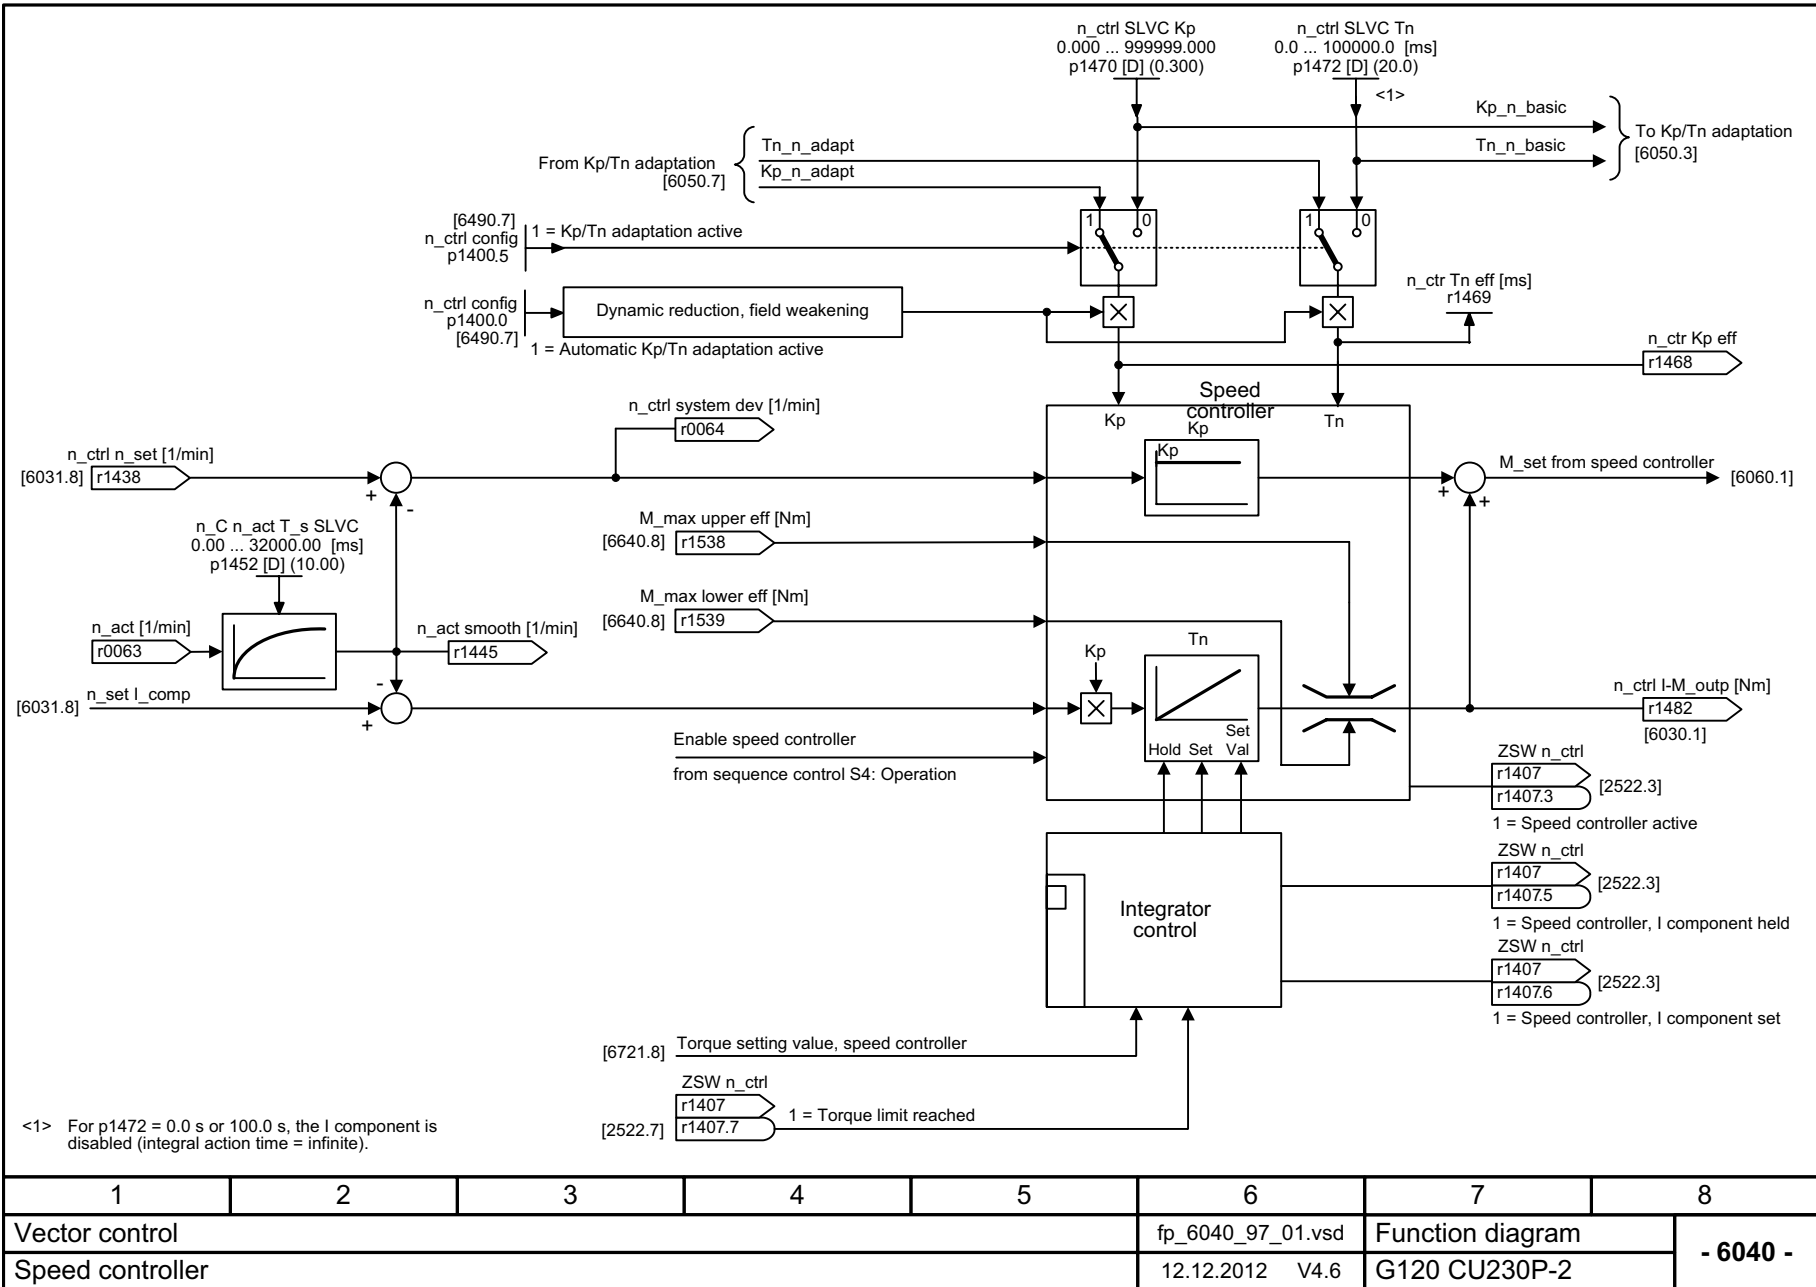 n_ctrl SLVC Kp
0.000 ... 999999.000
p1470 [D] (0.300)
n_ctrl SLVC Tn
0.0 ... 100000.0 [ms]
p1472 [D] (20.0)
<1>
Kp_n_basic
Tn_n_basic
To Kp/Tn adaptation
[6050.3]
From Kp/Tn adaptation
[6050.7]
Tn_n_adapt
Kp_n_adapt
[6490.7]
n_ctrl config
p1400.5
1 = Kp/Tn adaptation active
1
0
1
0
n_ctrl config
p1400.0
[6490.7]
Dynamic reduction, field weakening
1 = Automatic Kp/Tn adaptation active
n_ctr Tn eff [ms]
r1469
n_ctr Kp eff
r1468
n_ctrl system dev [1/min]
r0064
Speed
controller
Kp
Tn
Kp
Kp
n_ctrl n_set [1/min]
[6031.8]
r1438
+
-
+
+
M_set from speed controller
[6060.1]
n_C n_act T_s SLVC
0.00 ... 32000.00 [ms]
p1452 [D] (10.00)
M_max upper eff [Nm]
[6640.8]
r1538
M_max lower eff [Nm]
[6640.8]
r1539
n_act [1/min]
r0063
n_act smooth [1/min]
r1445
Kp
Tn
[6031.8]
n_set I_comp
-
+
Hold
Set
Set
Val
n_ctrl I-M_outp [Nm]
r1482
[6030.1]
Enable speed controller
from sequence control S4: Operation
ZSW n_ctrl
r1407
r1407.3
[2522.3]
1 = Speed controller active
ZSW n_ctrl
r1407
r1407.5
[2522.3]
1 = Speed controller, I component held
Integrator
control
ZSW n_ctrl
r1407
r1407.6
[2522.3]
1 = Speed controller, I component set
[6721.8]
Torque setting value, speed controller
ZSW n_ctrl
r1407
[2522.7]
r1407.7
1 = Torque limit reached
<1> For p1472 = 0.0 s or 100.0 s, the I component is
disabled (integral action time = infinite).
1
2
3
4
5
6
7
8
Vector control
fp_6040_97_01.vsd
Function diagram
- 6040 -
Speed controller
12.12.2012 V4.6
G120 CU230P-2